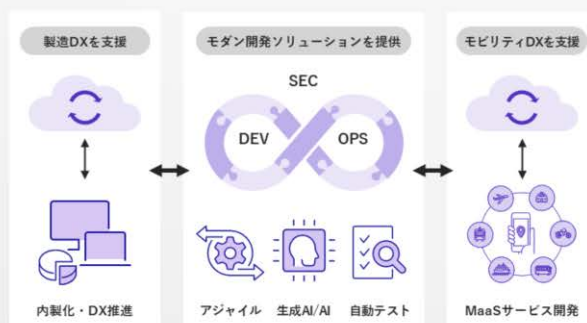 製造DXを支援
モダン開発ソリューションを提供
モビリティDXを支援
SEC
DEV
OPS
内製化・DX推進
アジャイル
生成AI/AI
自動テスト
MaaSサービス開発